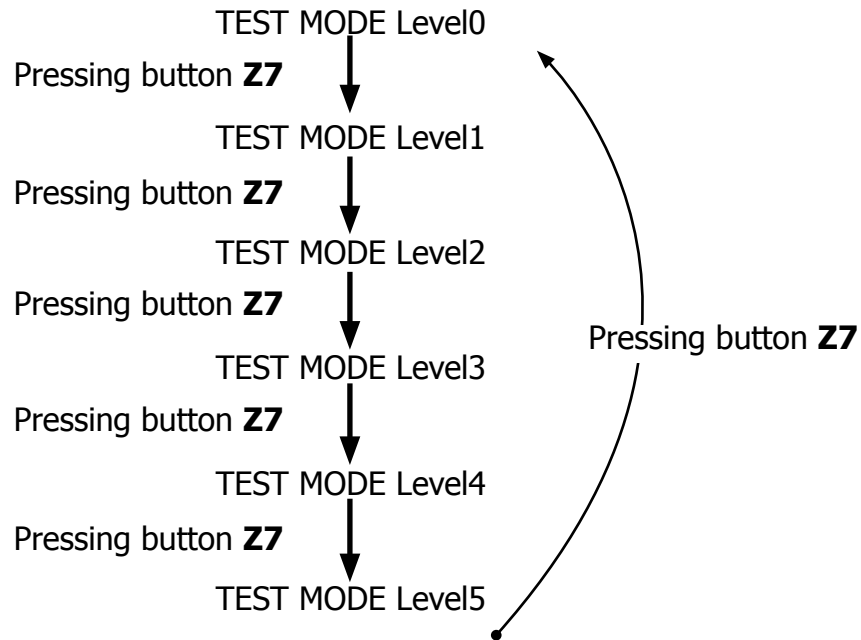 TEST MODE Level0
Pressing button Z7
TEST MODE Level1
Pressing button Z7
TEST MODE Level2
Pressing button Z7
Pressing button Z7
TEST MODE Level3
Pressing button Z7
TEST MODE Level4
Pressing button Z7
TEST MODE Level5